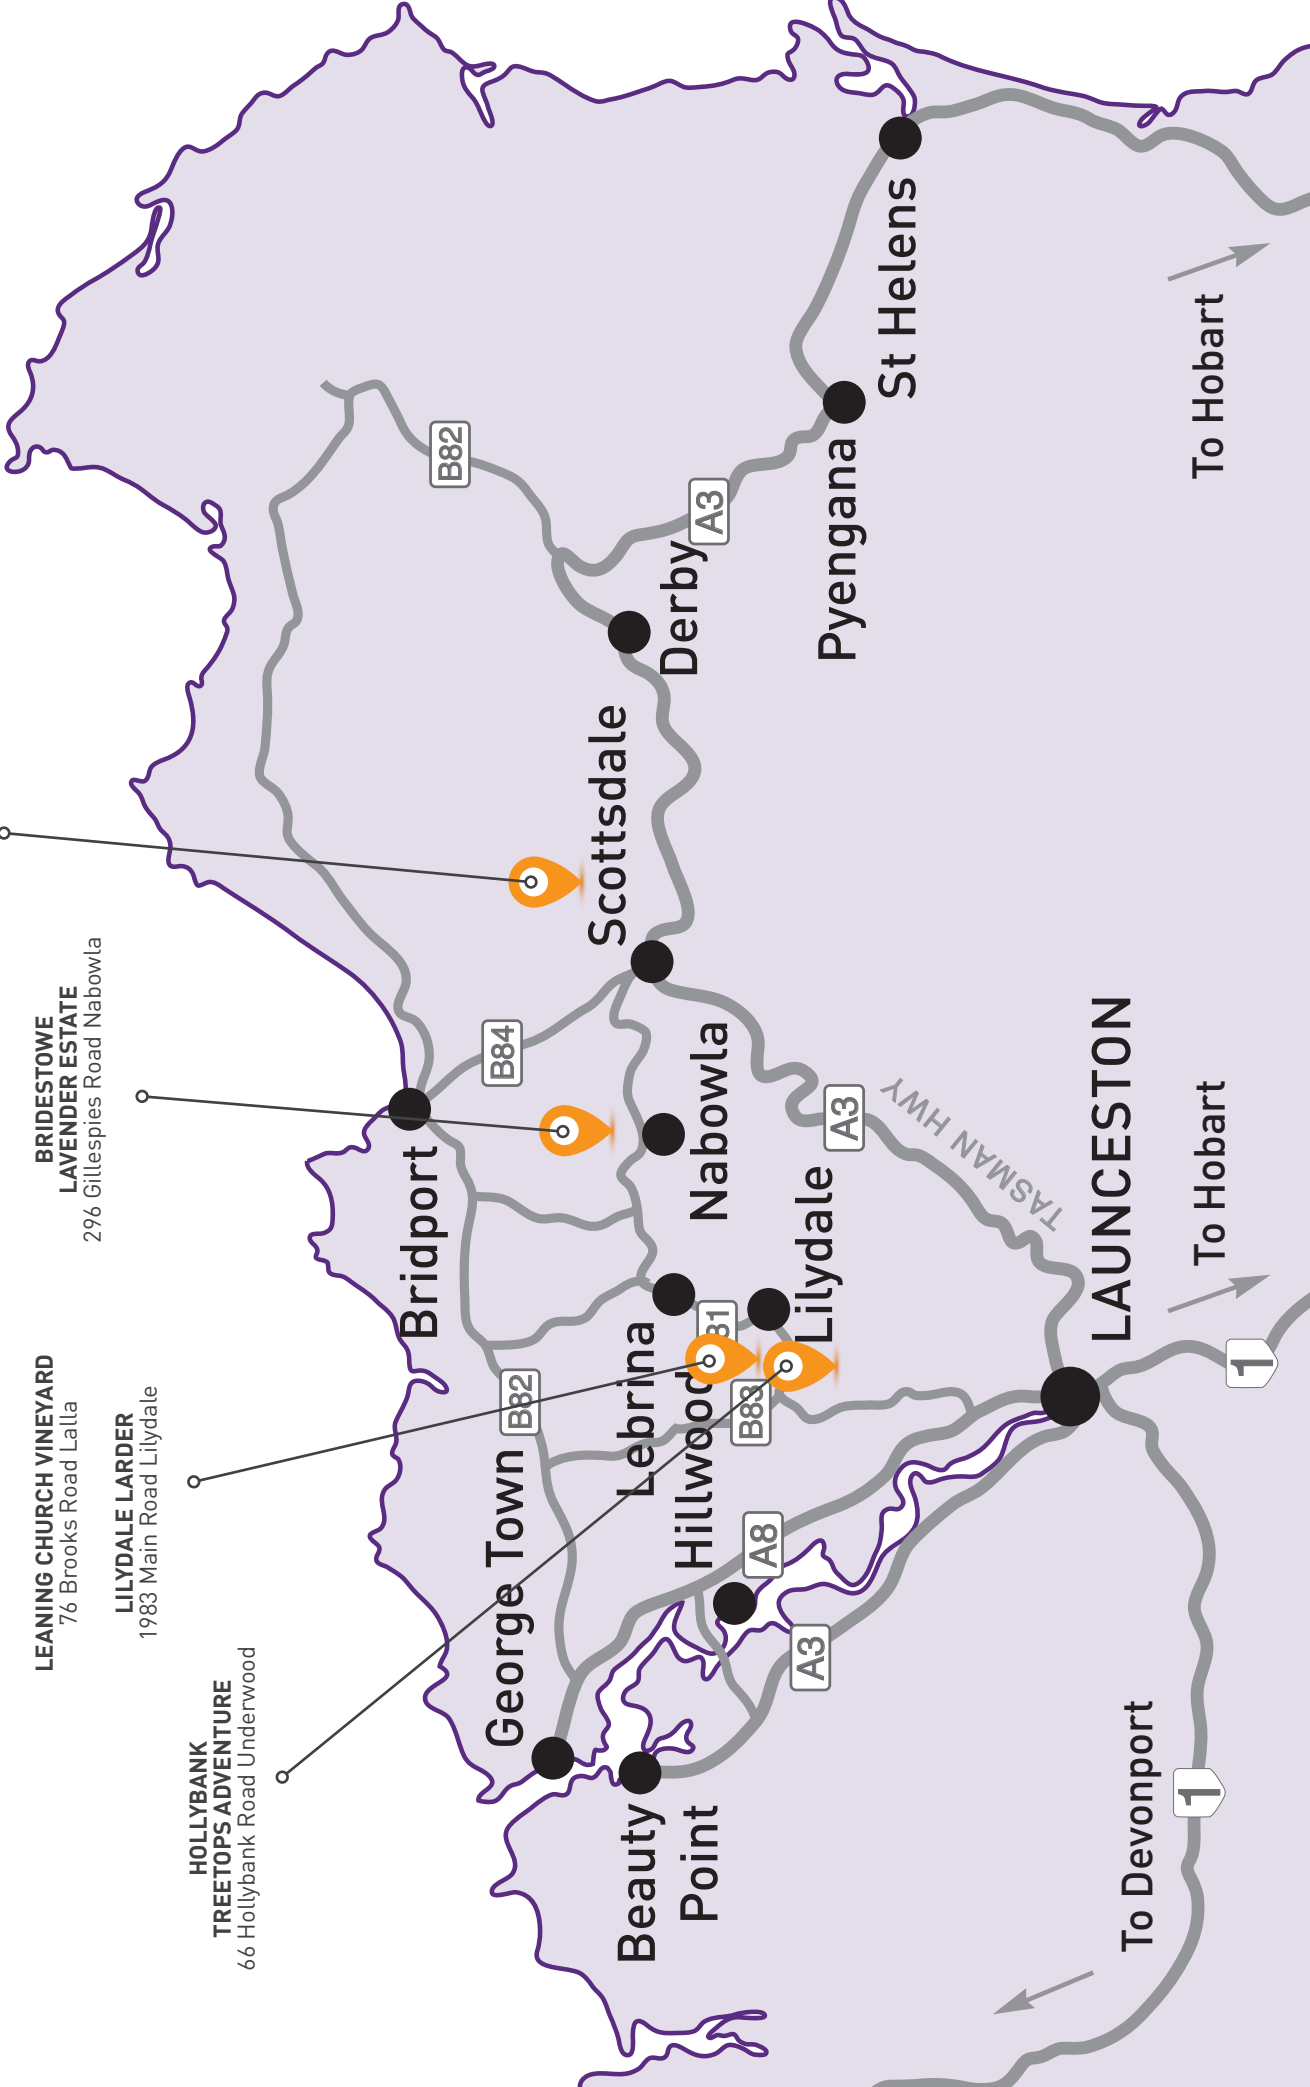 HOLLYBANK
TREETOPS ADVENTURE
66 Hollybank Road Underwood
LEANING CHURCH VINEYARD
76 Brooks Road Lalla
LILYDALE LARDER
1983 Main Road Lilydale
BRIDESTOWE
LAVENDER ESTATE
296 Gillespies Road Nabowla
Bridport
B82
B84
B82
George Town
Scottsdale
Beauty
Point
Lebrina
Hillwood
Nabowla
Derby
A3
B83
A8
A3
Lilydale
A3
Pyengana
St Helens
TASMAN HWY
LAUNCESTON
To Devonport
1
To Hobart
1
To Hobart